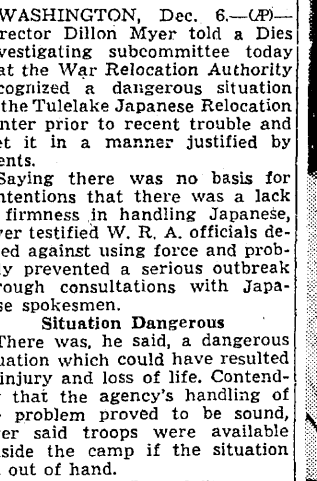 WASHINGTON, Dec. 6.—(AP)—
rector Dillon Myer told a Dies
vestigating subcommittee today
at the War Relocation Authority
cognized a dangerous situation
the Tulelake Japanese Relocation
nter prior to recent trouble and
et it in a manner justified by
ents.
Saying there was no basis for
ntentions that there was a lack
firmness in handling Japanese,
er testified W. R. A. officials de-
ed against using force and prob-
ly prevented a serious outbreak
rough consultations with Japa-
se spokesmen.
Situation Dangerous
There was, he said, a dangerous
uation which could have resulted
injury and loss of life. Contend-
that the agency's handling of
problem proved to be sound,
er said troops were available
side the camp if the situation
out of hand.